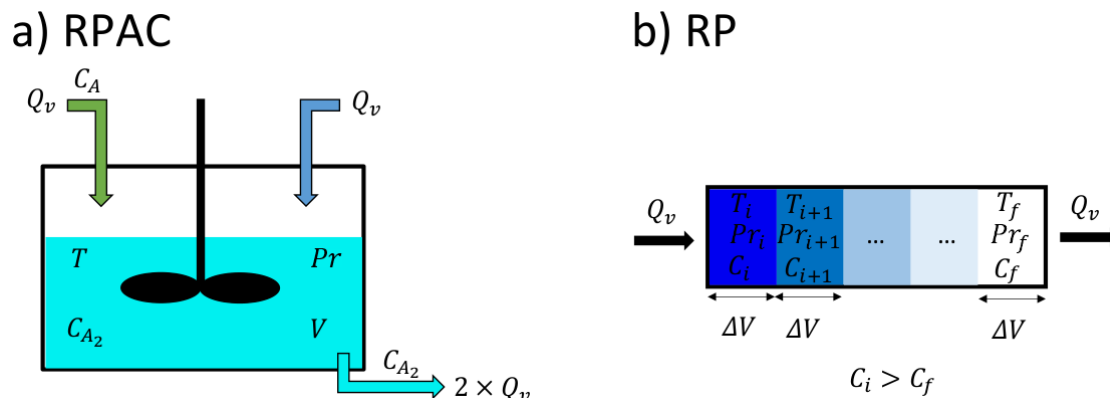 a) RPAC
C_A
Q_v
Q_v
T
Pr
C_{A_2}
V
C_{A_2}
2 × Q_v
b) RP
Q_v
T_i T_{i+1} T_f
Pr_i Pr_{i+1} ... ... Pr_f
C_i C_{i+1} C_f
Q_v
ΔV ΔV ΔV
C_i > C_f